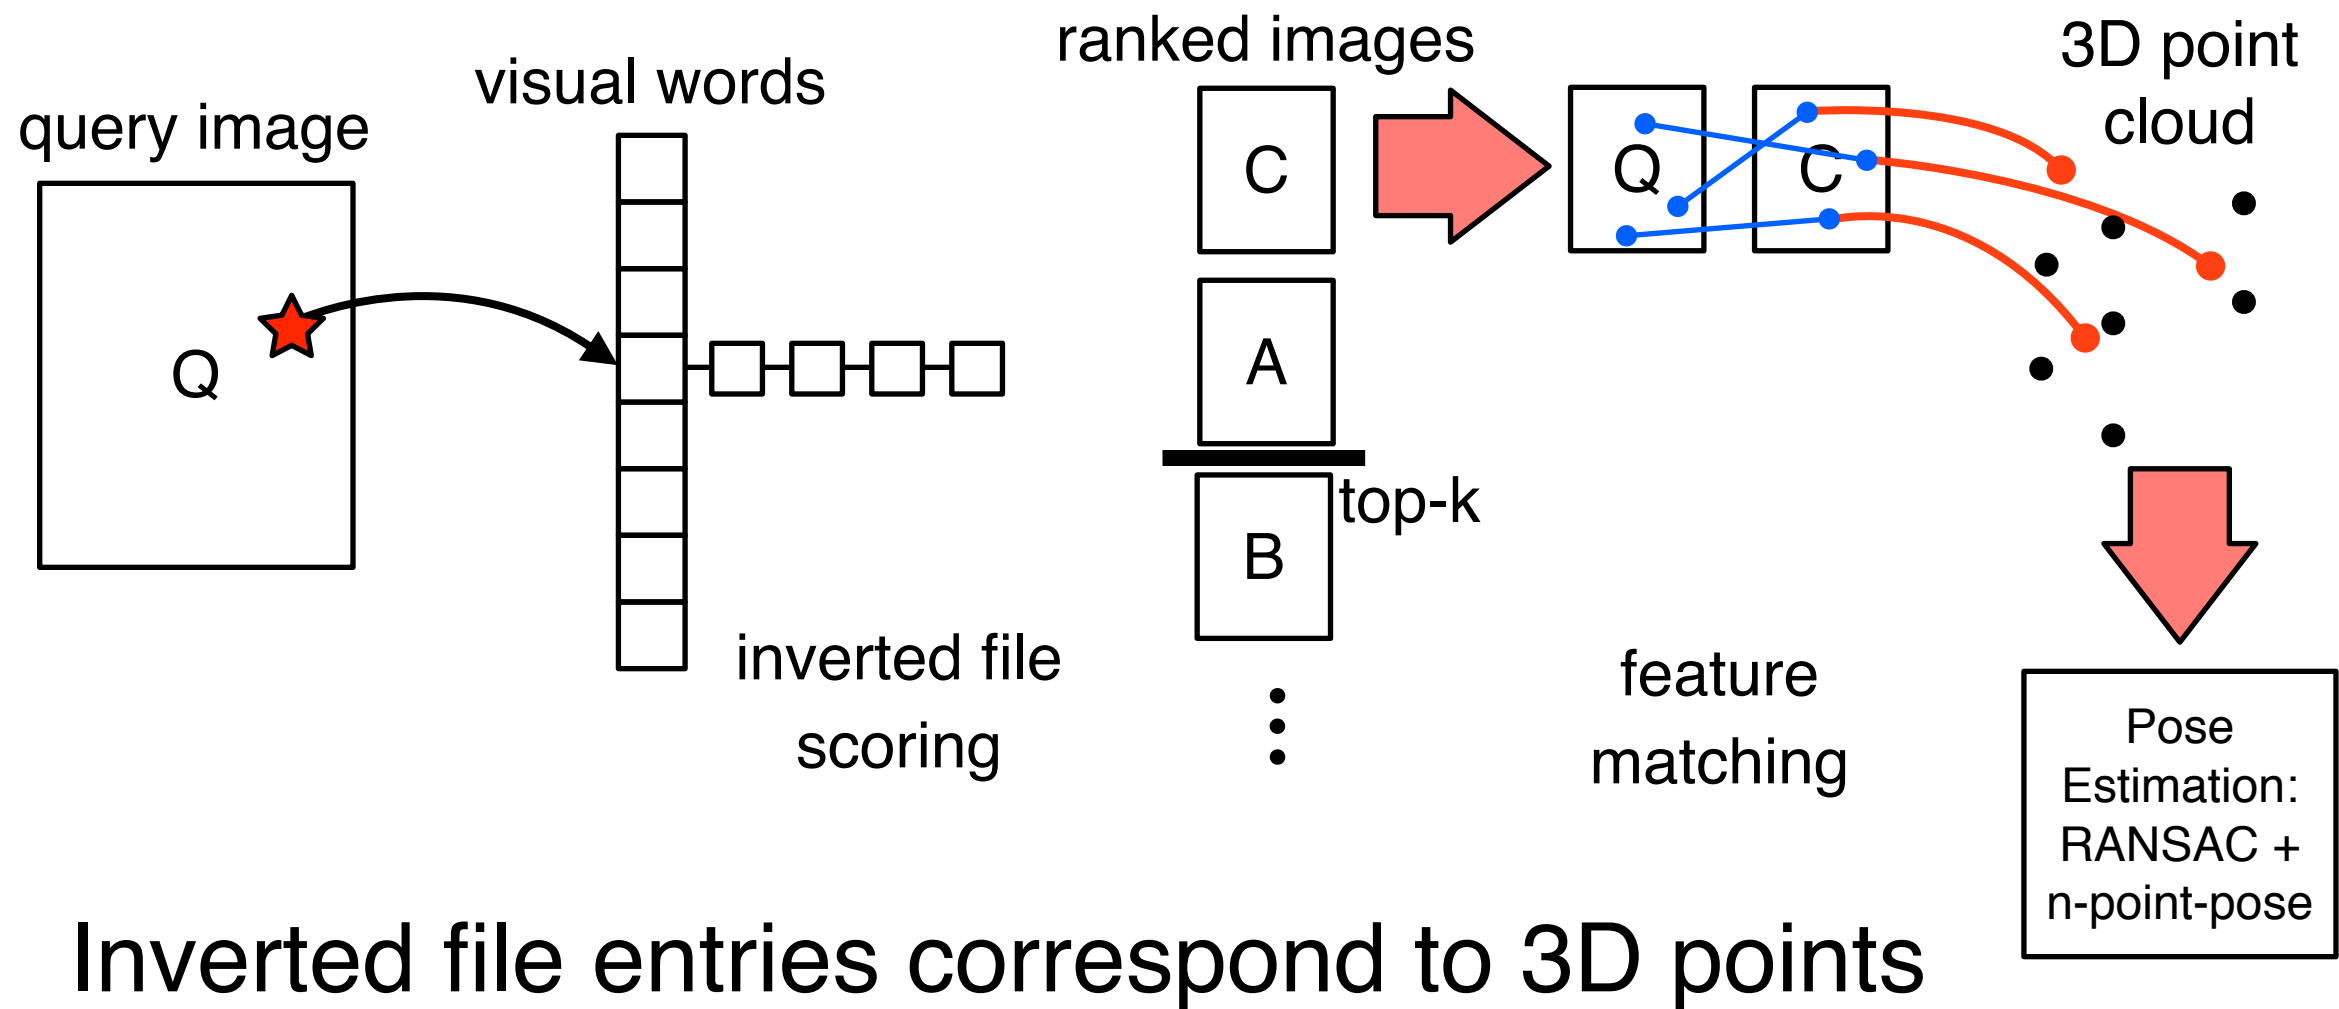 query image
Q
visual words
inverted file
scoring
ranked images
C
A
top-k
B
Q
C
feature
matching
3D point
cloud
Pose
Estimation:
RANSAC +
n-point-pose
Inverted file entries correspond to 3D points